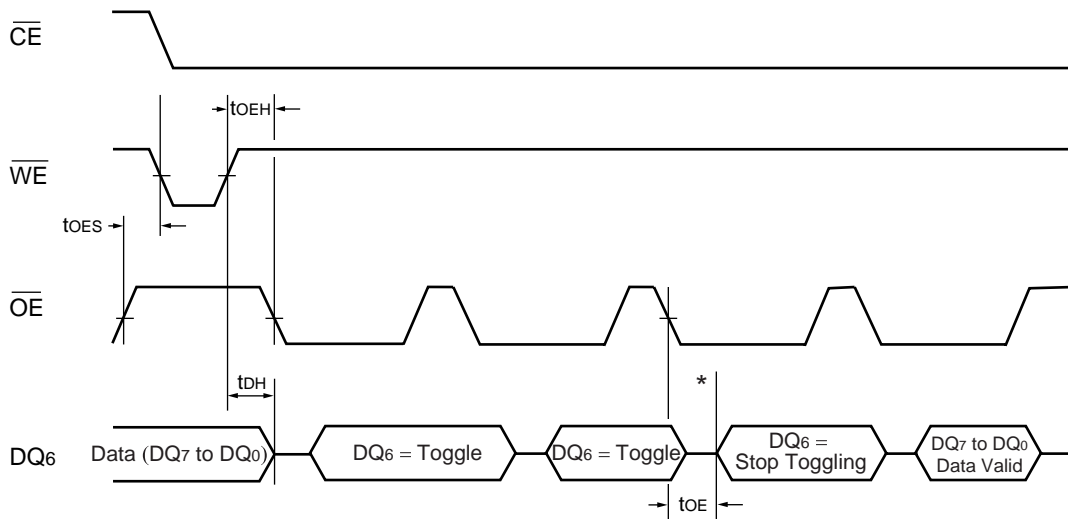 CE
tOEH
WE
tOES
OE
tDH
*
DQ6
Data (DQ7 to DQ0)
DQ6 = Toggle
DQ6 = Toggle
DQ6 =
Stop Toggling
DQ7 to DQ0
Data Valid
tOE